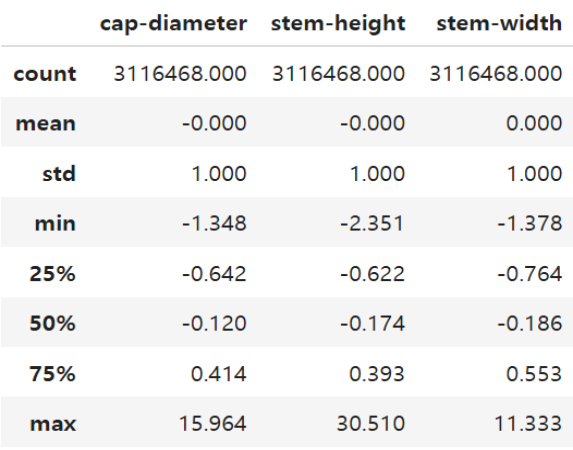 cap-diameter stem-height stem-width
count 3116468.000 3116468.000 3116468.000
mean -0.000 -0.000 0.000
std 1.000 1.000 1.000
min -1.348 -2.351 -1.378
25% -0.642 -0.622 -0.764
50% -0.120 -0.174 -0.186
75% 0.414 0.393 0.553
max 15.964 30.510 11.333